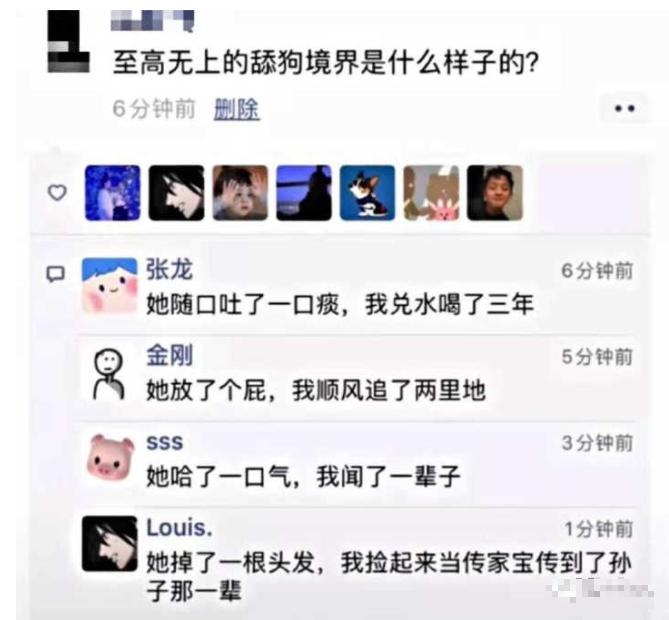 至高无上的舔狗境界是什么样子的?
6分钟前 删除
张龙 6分钟前
她随口吐了一口痰，我兑水喝了三年
金刚 5分钟前
她放了个屁，我顺风追了两里地
sss 3分钟前
她哈了一口气，我闻了一辈子
Louis. 1分钟前
她掉了一根头发，我捡起来当传家宝传到了孙
子那一辈